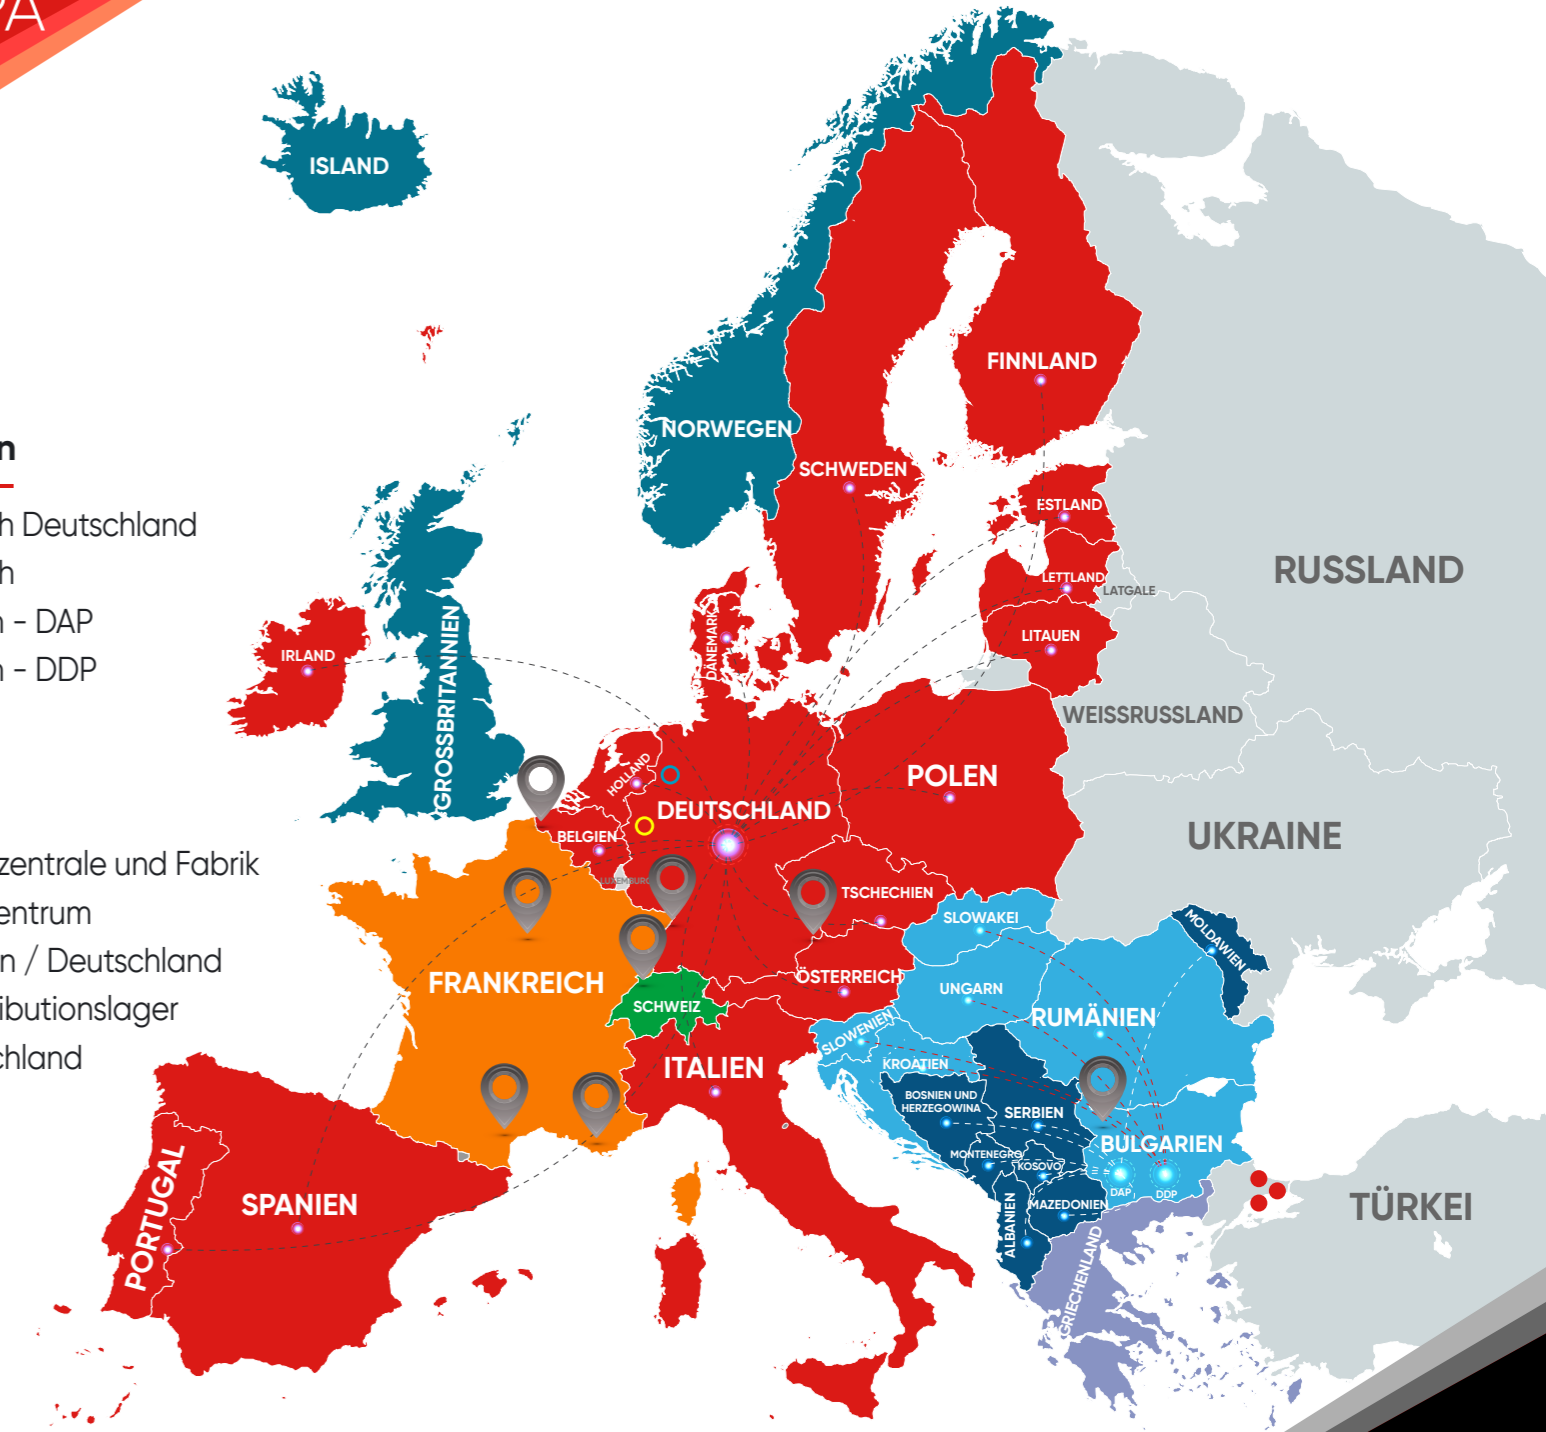 PA
ISLAND
FINNLAND
NORWEGEN
n
SCHWEDEN
ESTLAND
h Deutschland
RUSSLAND
h
LETTLAND
LATGALE
n - DAP
DÄNEMARK
LITAUEN
IRLAND
n - DDP
GROSSBRITANNIEN
WEISSRUSSLAND
HOLLAND
POLEN
DEUTSCHLAND
BELGIEN
UKRAINE
zentrale und Fabrik
LUXEMBURG
TSCHECHIEN
entrum
SLOWAKEI
MOLDAWIEN
n / Deutschland
FRANKREICH
ÖSTERREICH
UNGARN
ributionslager
SCHWEIZ
RUMÄNIEN
SLOWENIEN
chland
ITALIEN
KROATIEN
BOSNIEN UND
HERZEGOWINA
SERBIEN
BULGARIEN
MONTENEGRO
KOSOVO
DAP
DDP
PORTUGAL
SPANIEN
MAZEDONIEN
TÜRKEI
ALBANIEN
GRIECHENLAND